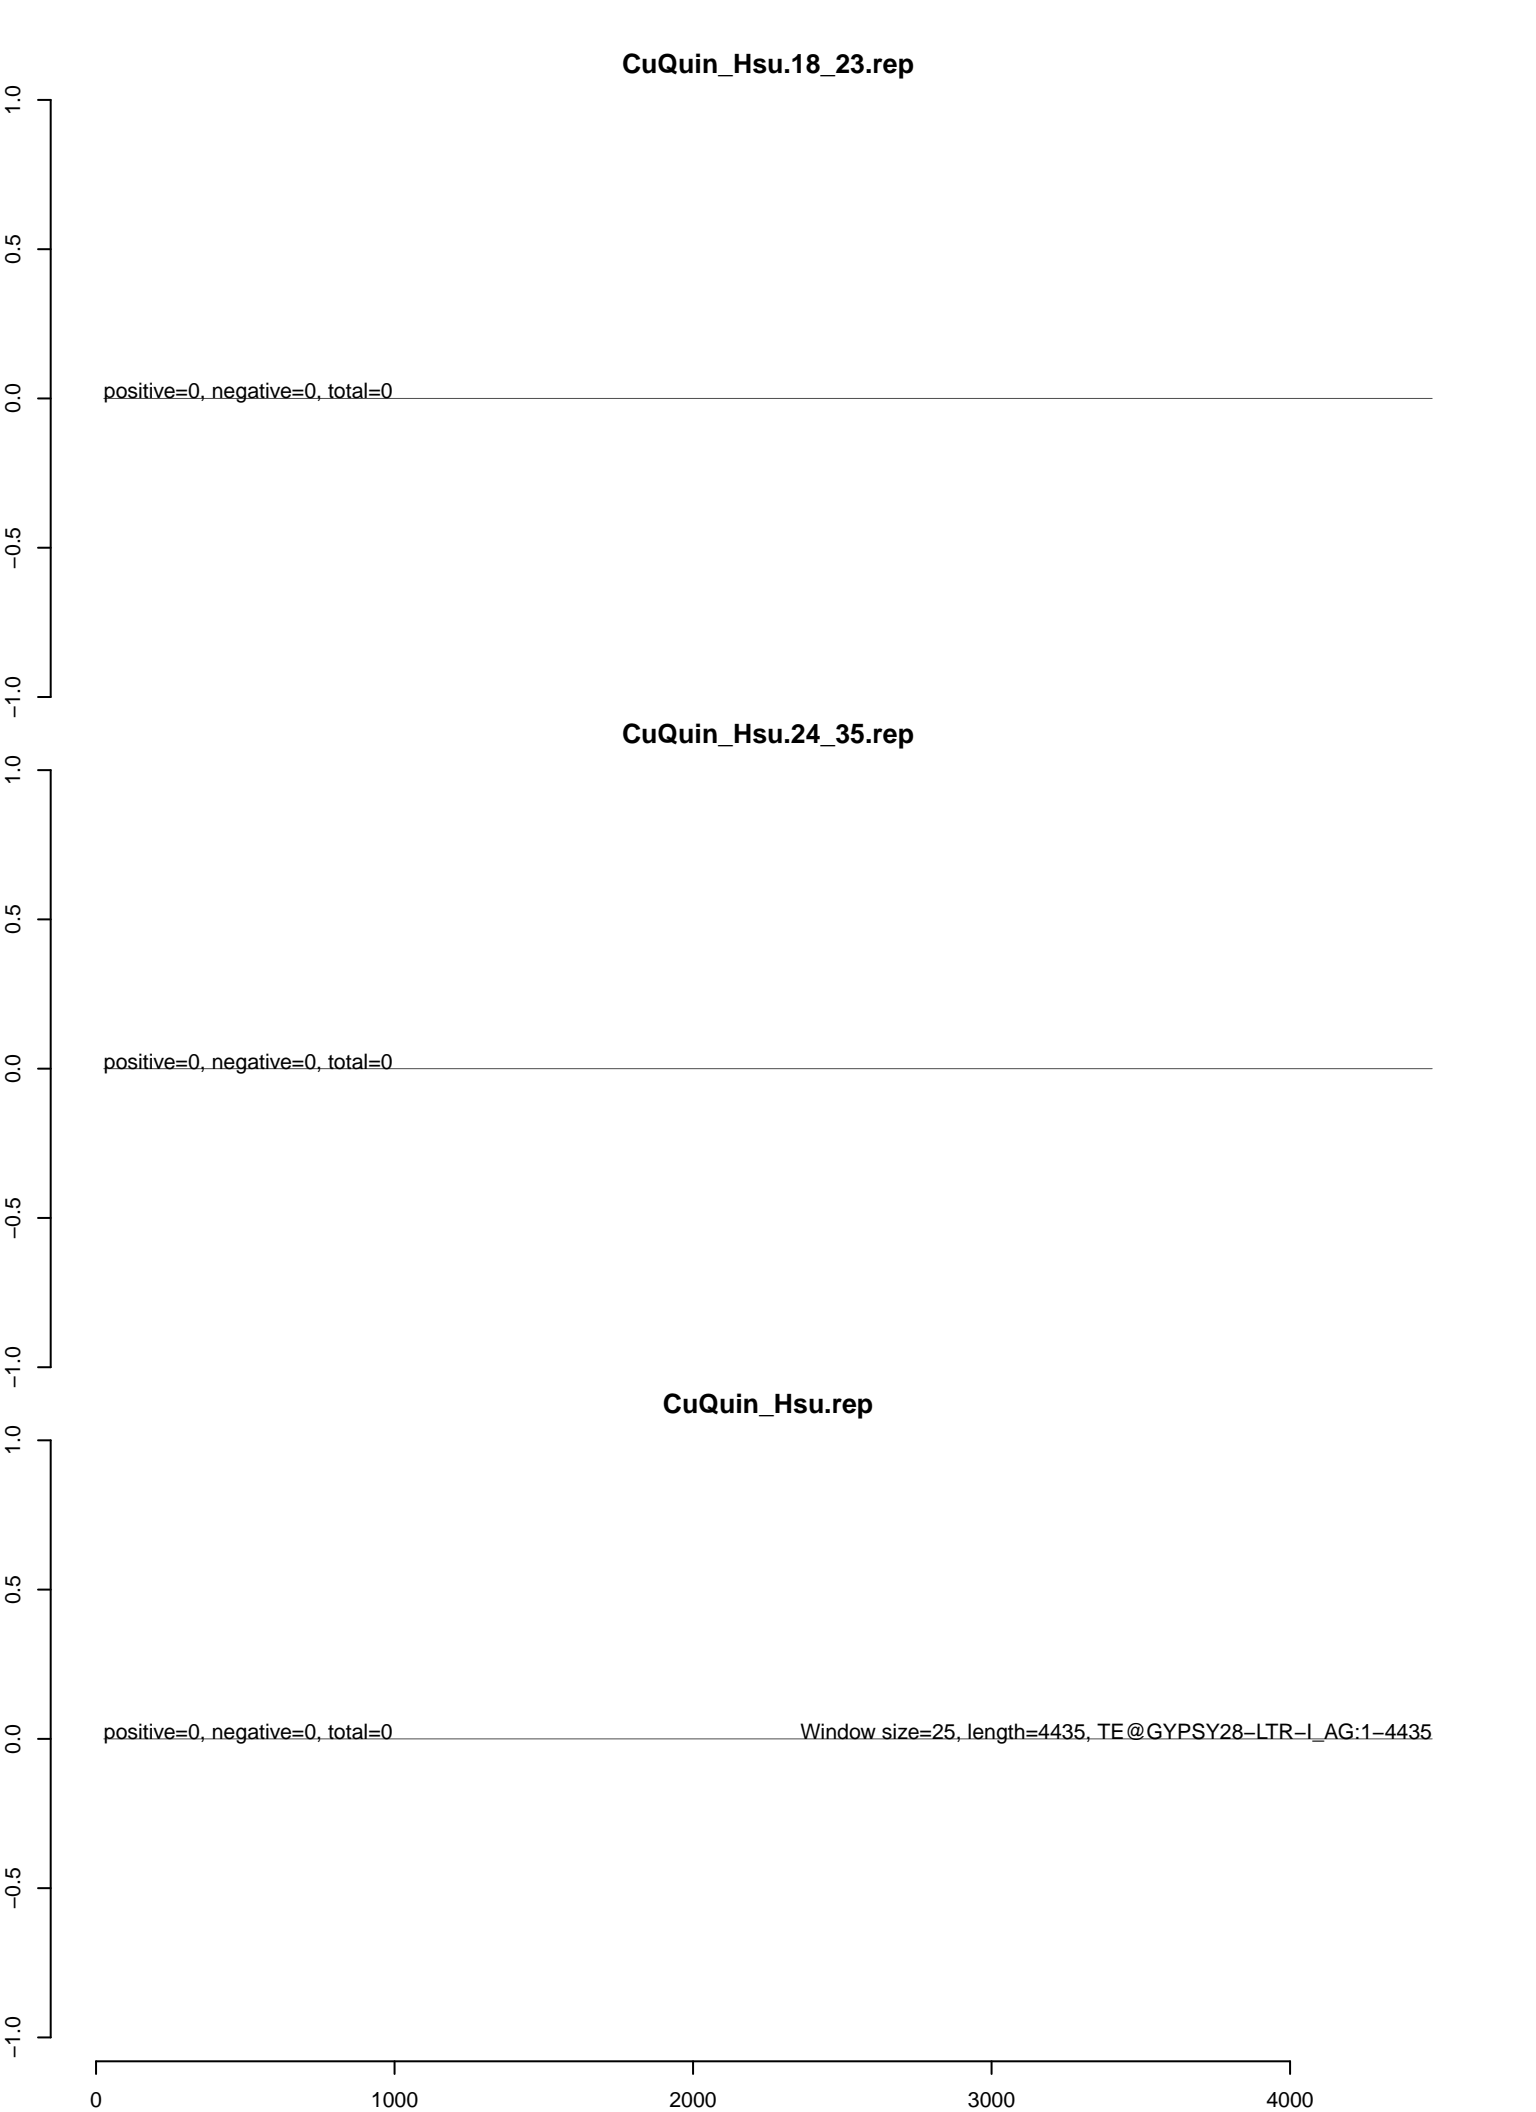 CuQuin_Hsu.18_23.rep
1.0
0.5
0.0
−0.5
−1.0
positive=0, negative=0, total=0
CuQuin_Hsu.24_35.rep
1.0
0.5
0.0
−0.5
−1.0
positive=0, negative=0, total=0
CuQuin_Hsu.rep
1.0
0.5
0.0
−0.5
−1.0
positive=0, negative=0, total=0
Window size=25, length=4435, TE@GYPSY28−LTR−I_AG:1−4435
0 1000 2000 3000 4000